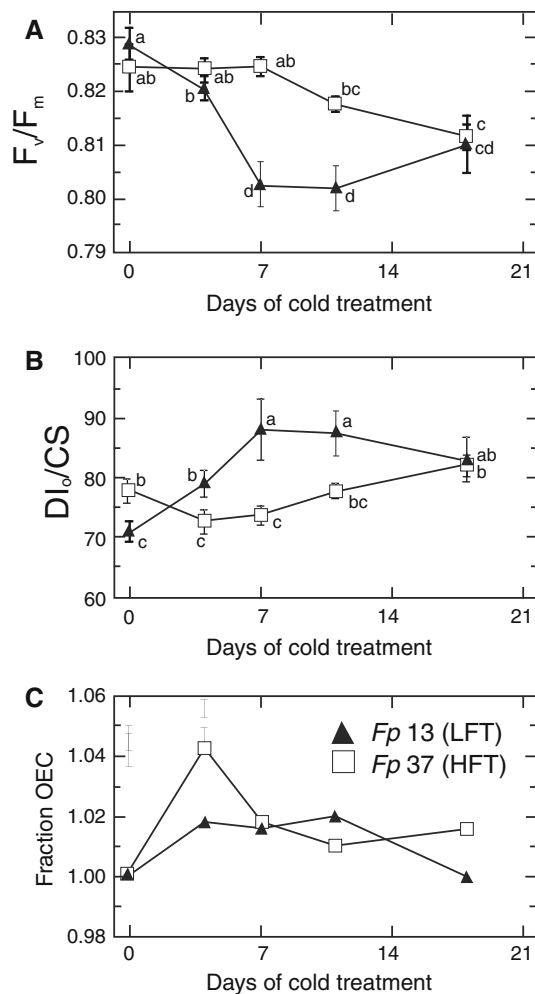 A
F_v/F_m
0.83
0.82
0.81
0.80
0.79
a
ab
b
ab
ab
bc
d
d
c
cd
0 7 14 21
Days of cold treatment
B
DI_o/CS
100
90
80
70
60
b
c
b
c
a
c
a
bc
ab
b
0 7 14 21
Days of cold treatment
C
Fraction OEC
1.06
1.04
1.02
1.00
0.98
Fp 13 (LFT)
Fp 37 (HFT)
0 7 14 21
Days of cold treatment